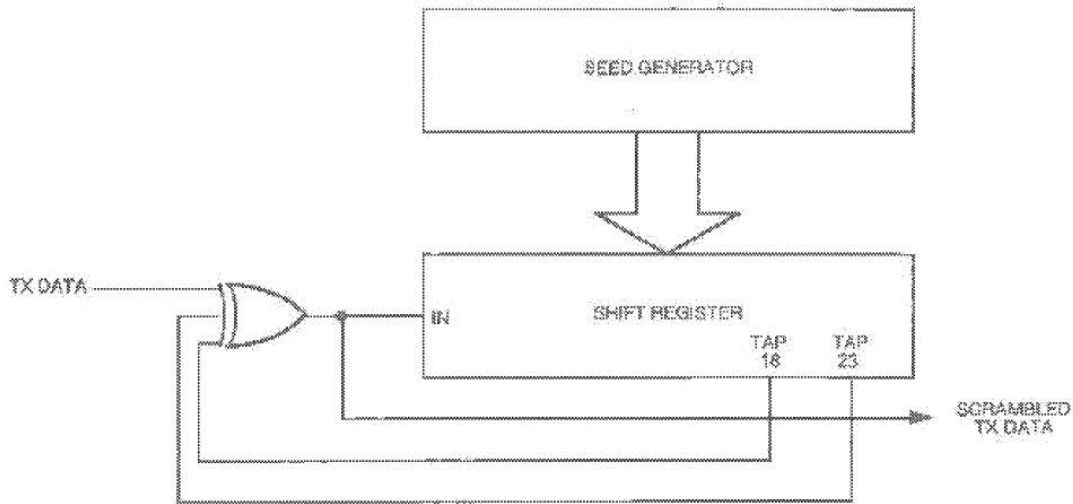 SEED GENERATOR
TX DATA
IN
SHIFT REGISTER
TAP
18
TAP
23
SCRAMBLED
TX DATA